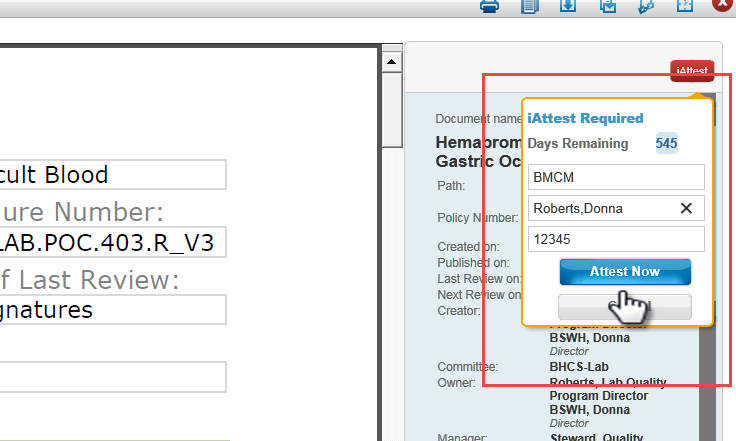 cult Blood
ure Number:
LAB.POC.403.R_V3
f Last Review:
gnatures
iAttest
Document name
Hemaprom
Gastric Oc
Path:
Policy Number:
Created on:
Published on:
Last Review on:
Next Review on
Creator:
iAttest Required
Days Remaining 545
BMCM
Roberts,Donna
12345
Attest Now
Program Director
BSWH, Donna
Director
Committee: BHCS-Lab
Owner: Roberts, Lab Quality
Program Director
BSWH, Donna
Director
Manager: Steward, Quality